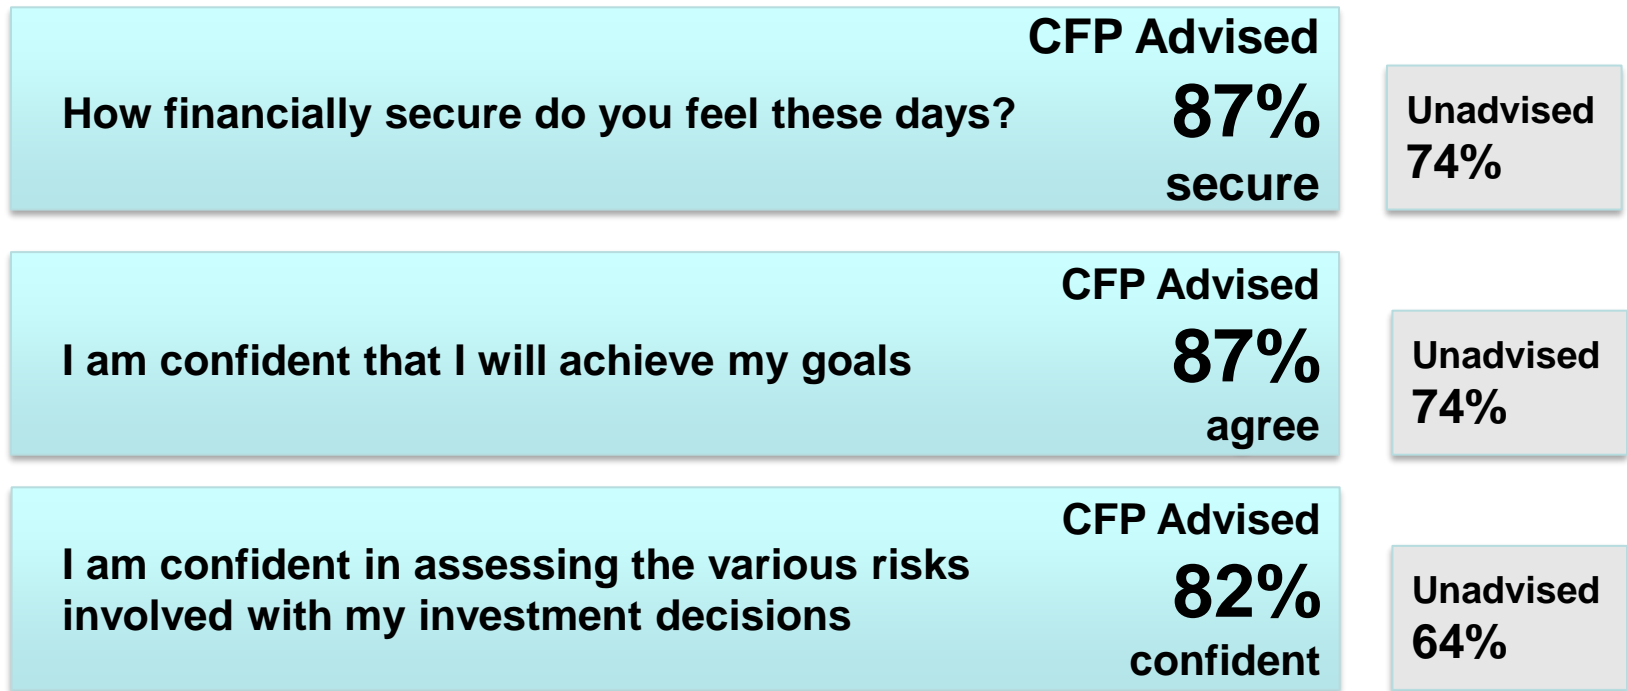 CFP Advised
How financially secure do you feel these days?
87%
secure
Unadvised
74%
CFP Advised
I am confident that I will achieve my goals
87%
agree
Unadvised
74%
CFP Advised
I am confident in assessing the various risks
involved with my investment decisions
82%
confident
Unadvised
64%